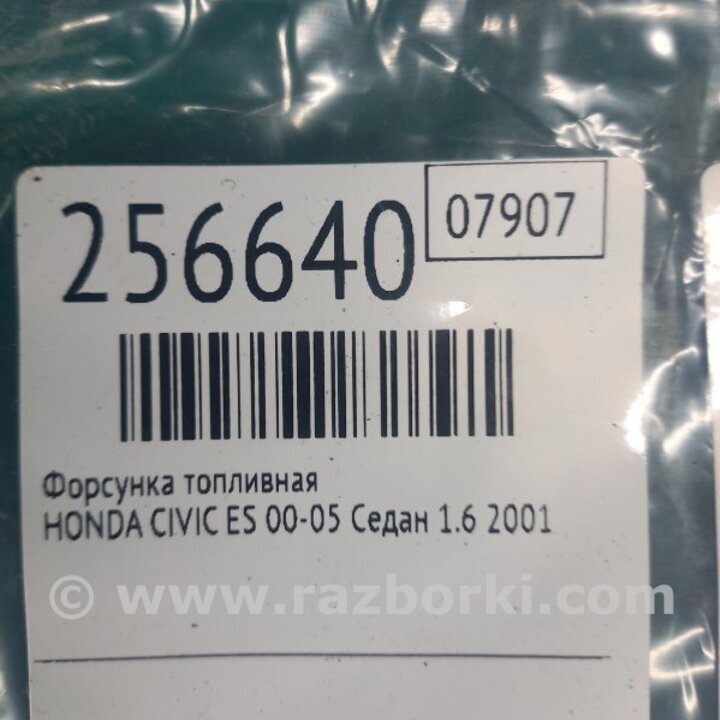 256640
07907
Форсунка топливная
HONDA CIVIC ES 00-05 Седан 1.6 2001
© www.razborki.com